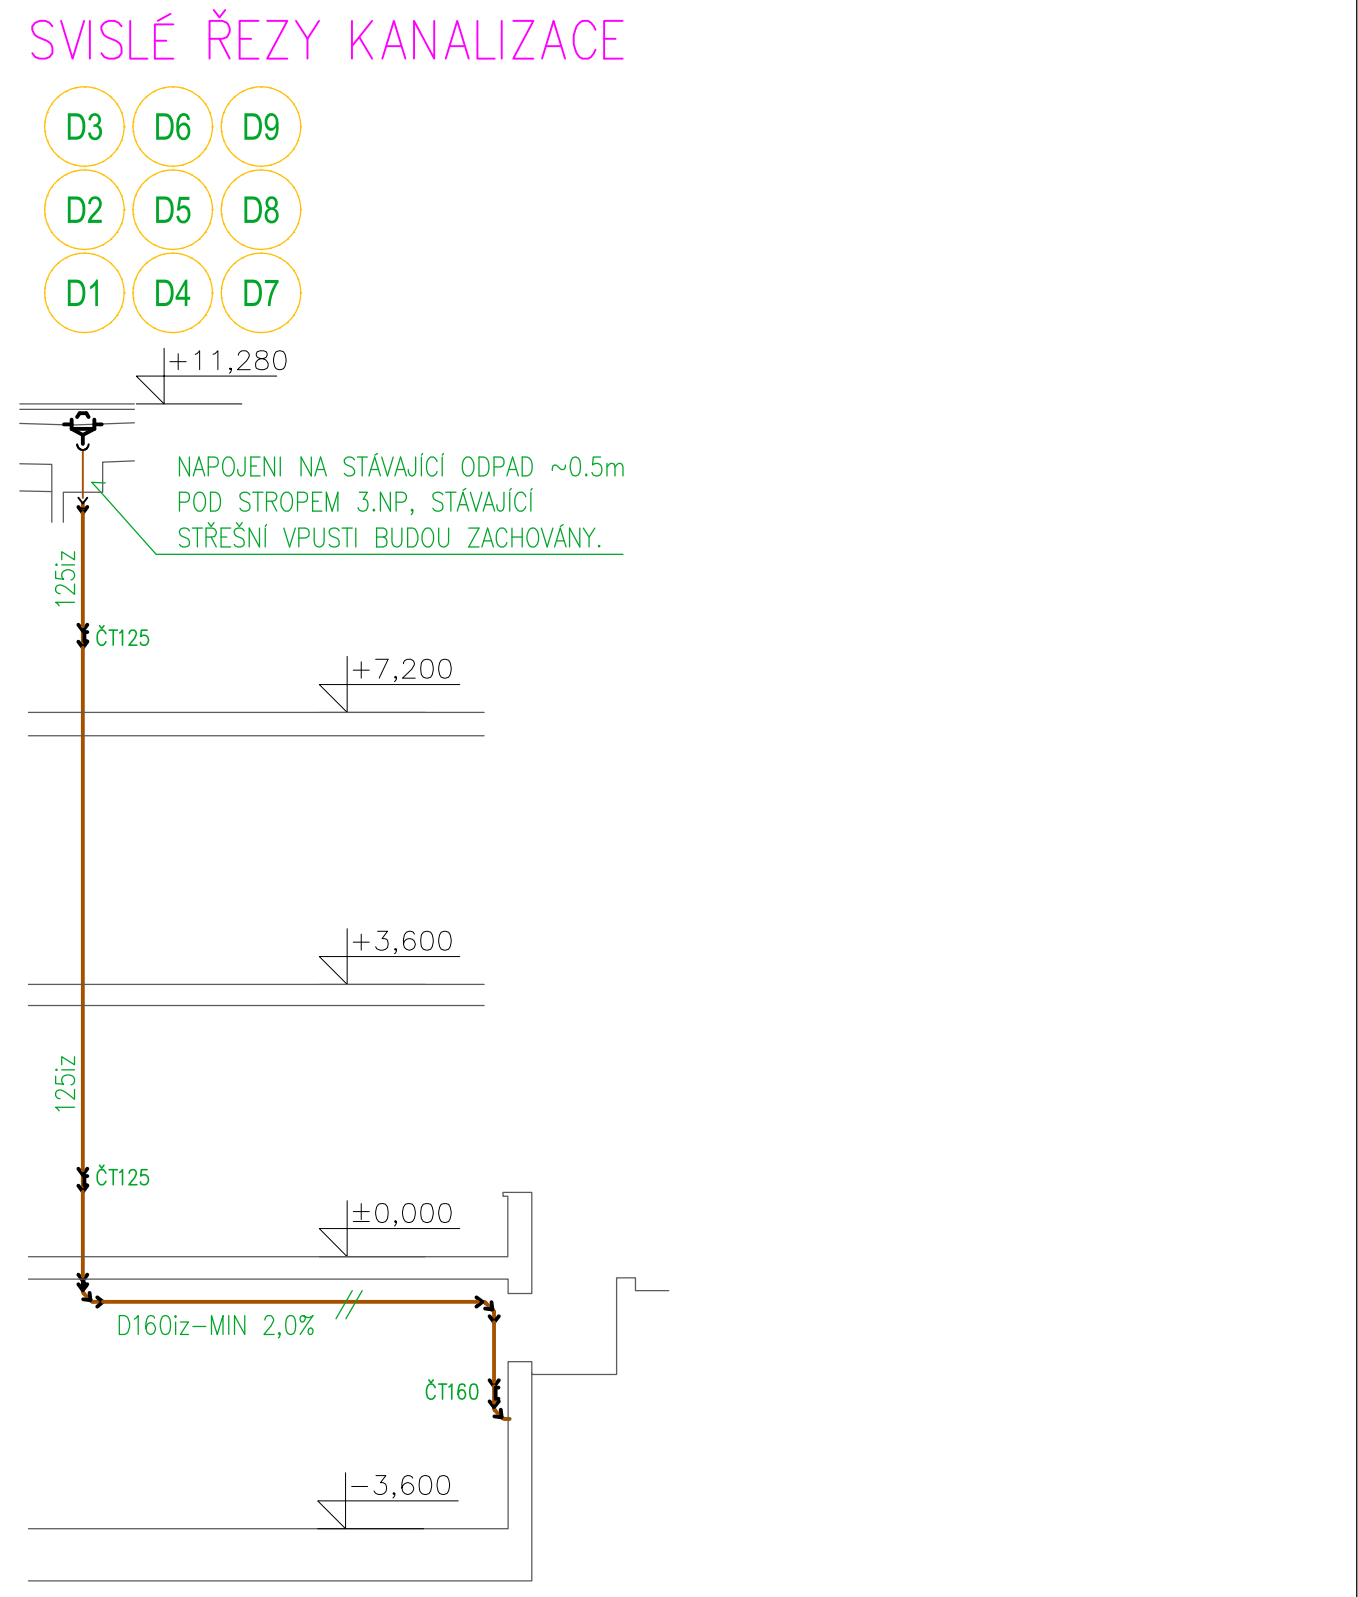 SVISLÉ ŘEZY KANALIZACE
D3 D6 D9
D2 D5 D8
D1 D4 D7
+11,280
NAPOJENI NA STÁVAJÍCÍ ODPAD ~0.5m
POD STROPEM 3.NP, STÁVAJÍCÍ
STŘEŠNÍ VPUSTI BUDOU ZACHOVÁNY.
125iz
ČT125
+7,200
+3,600
125iz
ČT125
±0,000
D160iz-MIN 2,0%
ČT160
-3,600